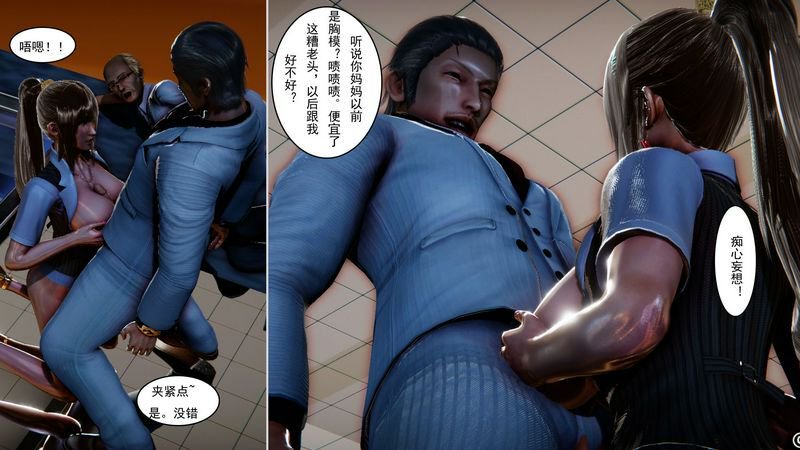 唔嗯！！
夹紧点~
是。没错
听说你妈妈以前
是胸模？啧啧啧。便宜了
这糟老头，以后跟我
好不好？
痴心妄想！